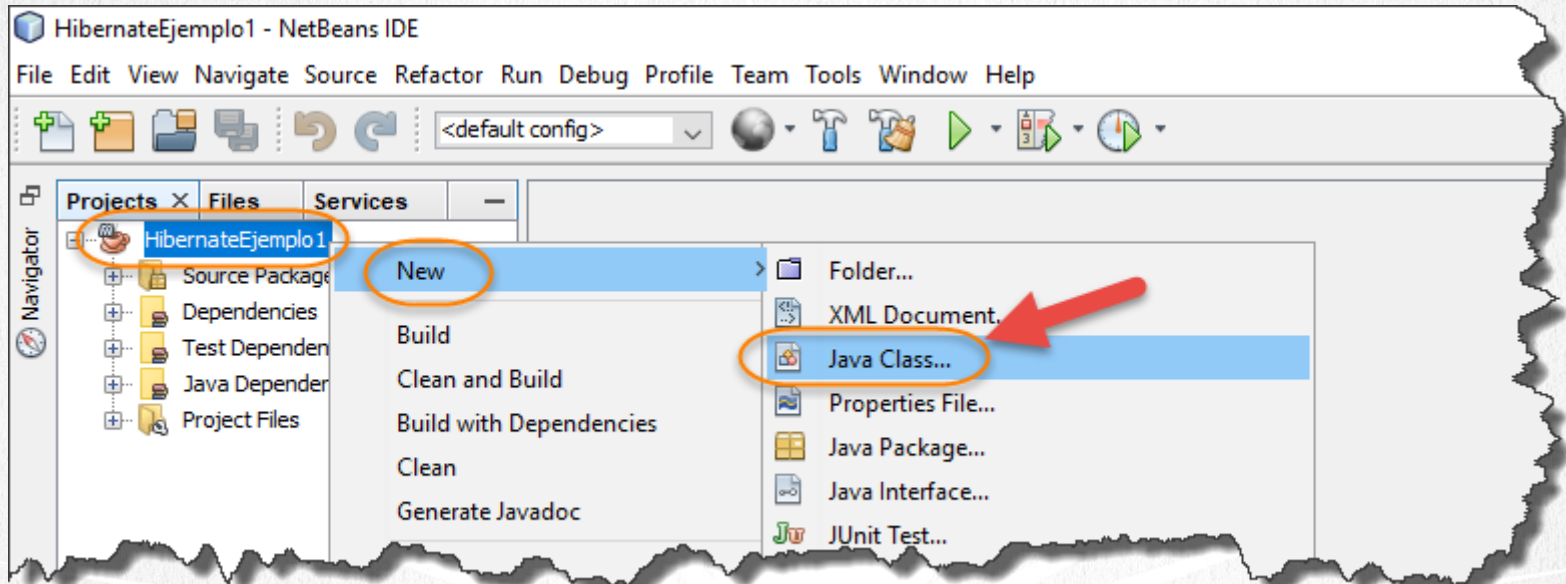 HibernateEjemplo1 - NetBeans IDE
File Edit View Navigate Source Refactor Run Debug Profile Team Tools Window Help
<default config>
Projects Files Services
Navigator
HibernateEjemplo1
Source Package
Dependencies
Test Dependen
Java Depender
Project Files
New
Build
Clean and Build
Build with Dependencies
Clean
Generate Javadoc
Folder...
XML Document.
Java Class...
Properties File...
Java Package...
Java Interface...
JUnit Test...